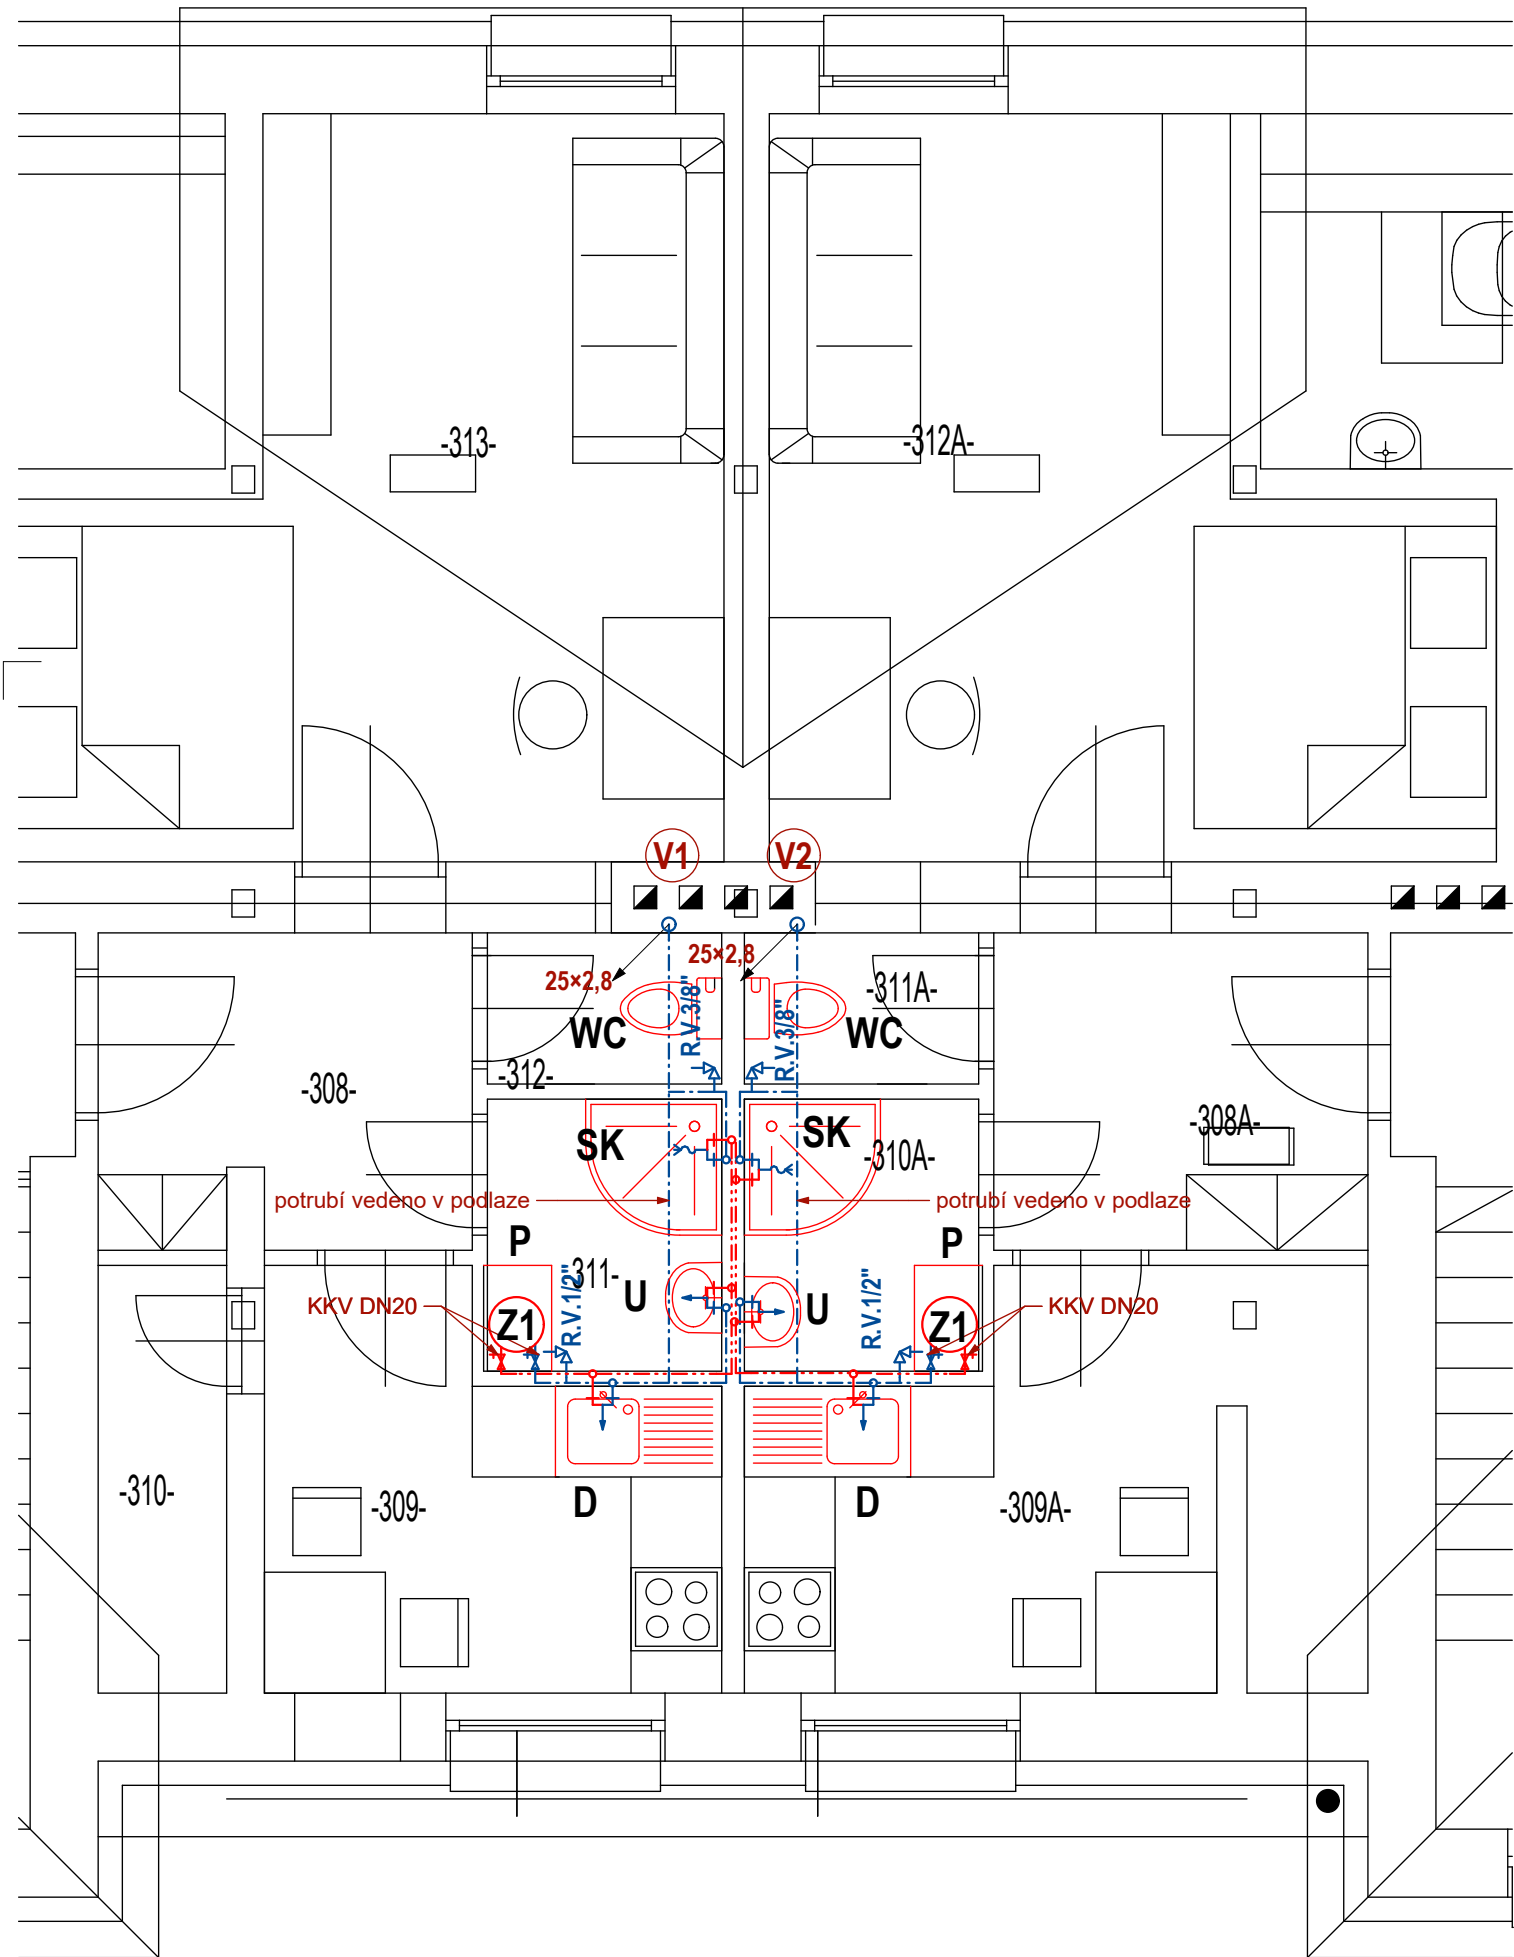 -313-
-312A-
V1
V2
25×2,8
25×2,8
R.V.3/8"
R.V.3/8"
-311A-
WC
WC
-312-
-308-
-308A-
SK
SK
-310A-
potrubí vedeno v podlaze
potrubí vedeno v podlaze
P
P
311-
U
U
R.V.1/2"
R.V.1/2"
KKV DN20
KKV DN20
Z1
Z1
-310-
-309-
-309A-
D
D